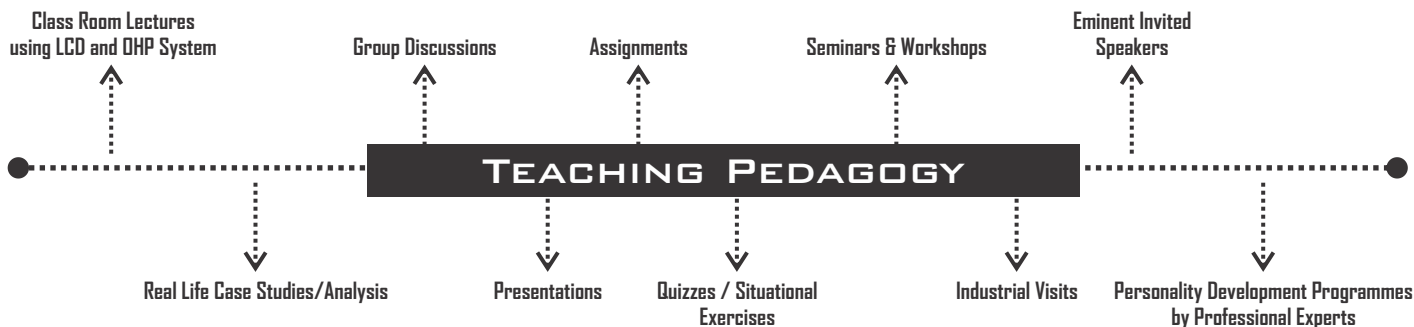 Class Room Lectures
using LCD and OHP System
Group Discussions
Assignments
Seminars & Workshops
Eminent Invited
Speakers
TEACHING PEDAGOGY
Real Life Case Studies/Analysis
Presentations
Quizzes / Situational
Exercises
Industrial Visits
Personality Development Programmes
by Professional Experts